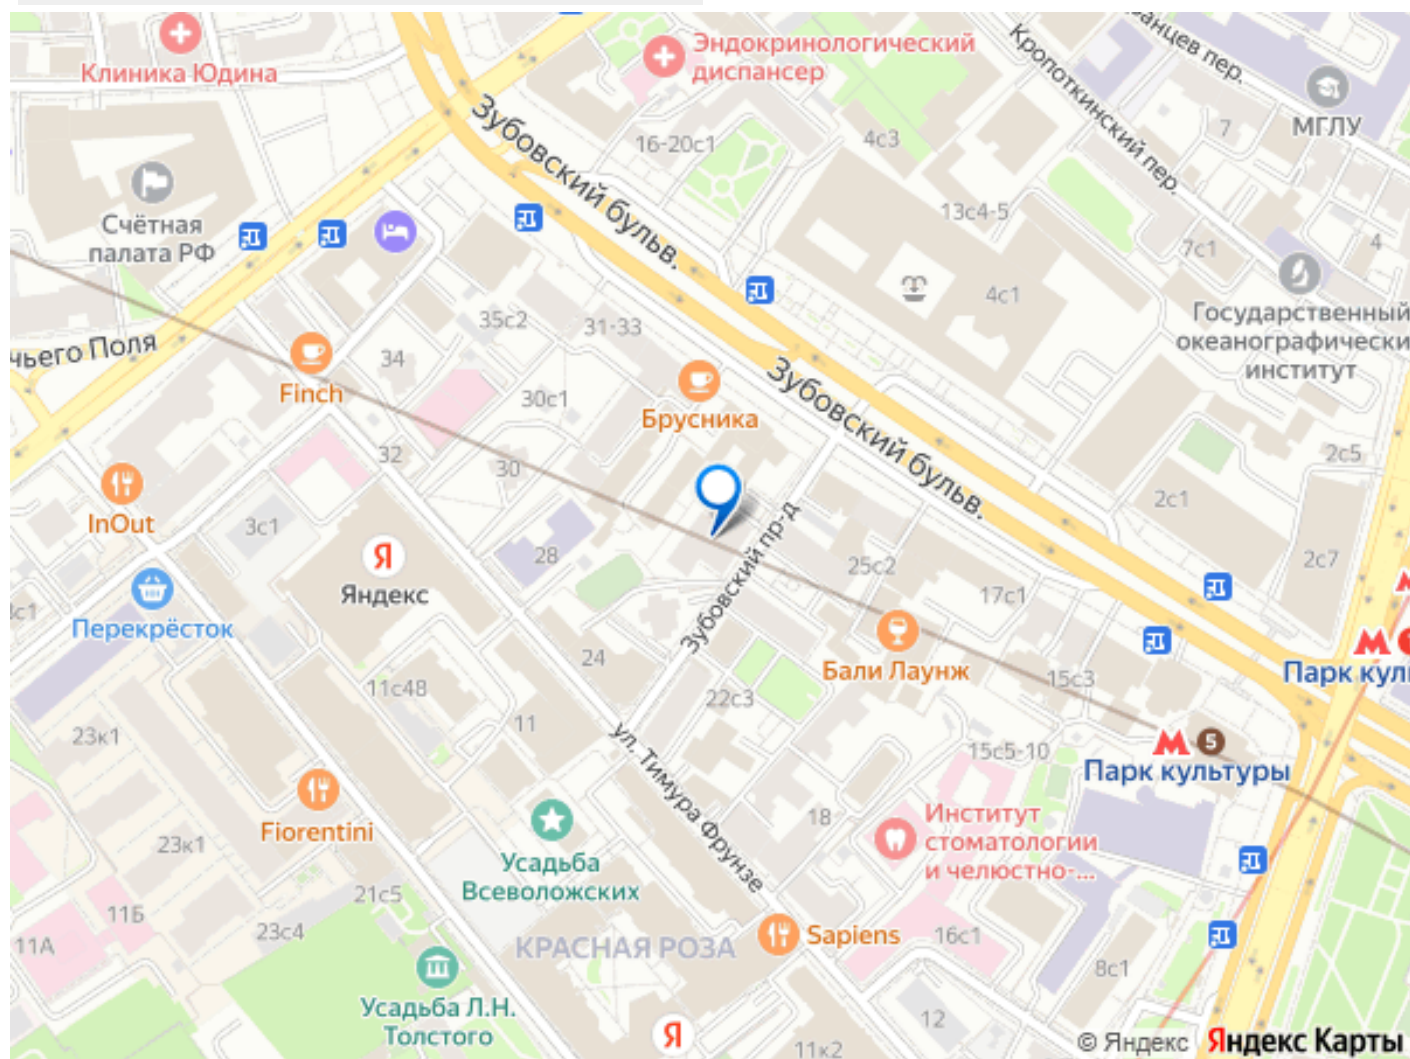 Клиника Юдина
Эндокринологический
диспансер
Кропоткинский пер.
МГЛУ
7
Зубовский бульв.
16-20с1
4с3
Счётная
палата РФ
13с4-5
7с1
4
4с1
Государственный
океанографически
институт
35с2
31-33
чьего Поля
34
Finch
30с1
Брусника
Зубовский бульв.
32
30
2с5
2с1
InOut
3с1
28
Зубовский пр-д
25с2
2с7
Яндекс
17с1
Перекрёсток
24
Бали Лаунж
15с3
Парк кул
11с4В
22с3
11
23к1
ул. Тимура Фрунзе
15с5-10
5
Парк культуры
Fiorentini
18
Институт
стоматологии
и челюстно-...
23к1
Усадьба
Всеволожских
21с5
11Б
23с4
11А
КРАСНАЯ РОЗА
Sapiens
16с1
8с1
Усадьба Л.Н.
Толстого
12
11к2
© Яндекс Яндекс Карты